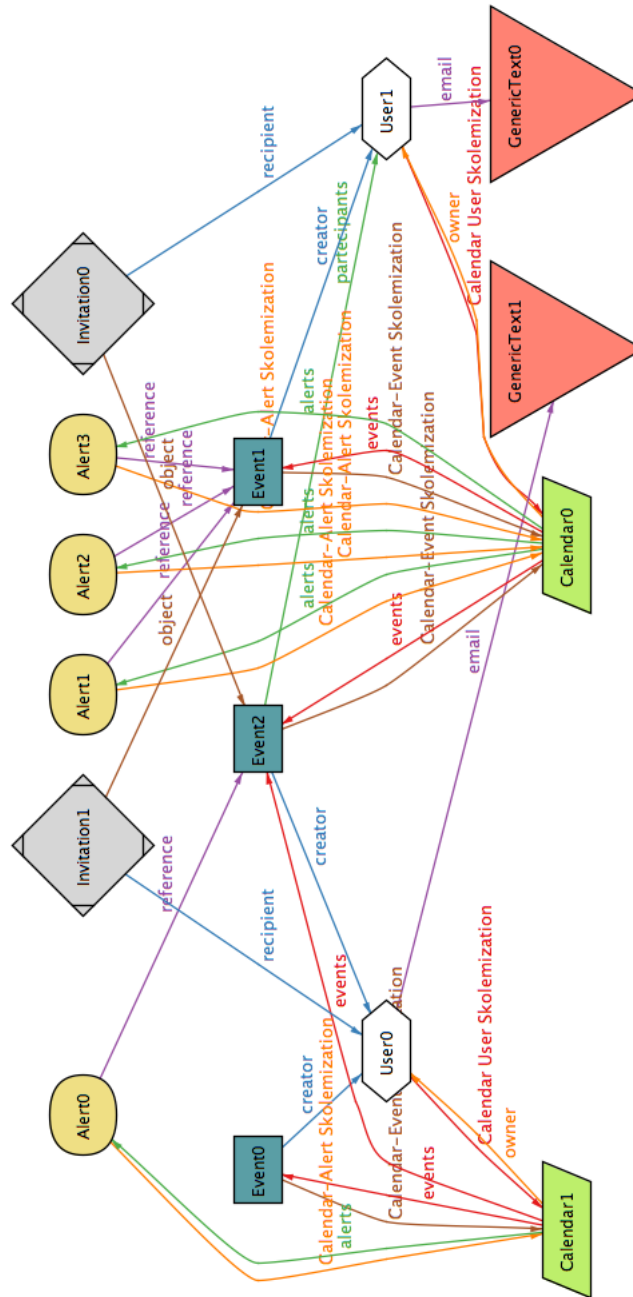 Alert0
Invitation1
Alert1
Alert2
Alert3
Invitation0
reference
object
reference
reference
object
reference
Event0
Event2
Event1
-Alert Skolemization
recipient
recipient
creator
creator
alerts
alerts
alerts
creator
Calendar-Alert Skolemization
Calendar-Alert Skolemization
Calendar-Alert Skolemization
partecipants
alerts
events
User0
User1
Calendar-Event
Calendar-Event Skolemization
events
events
events
Calendar-Event Skolemization
email
email
Calendar User Skolemization
Calendar User Skolemization
owner
owner
Calendar1
Calendar0
GenericText1
GenericText0